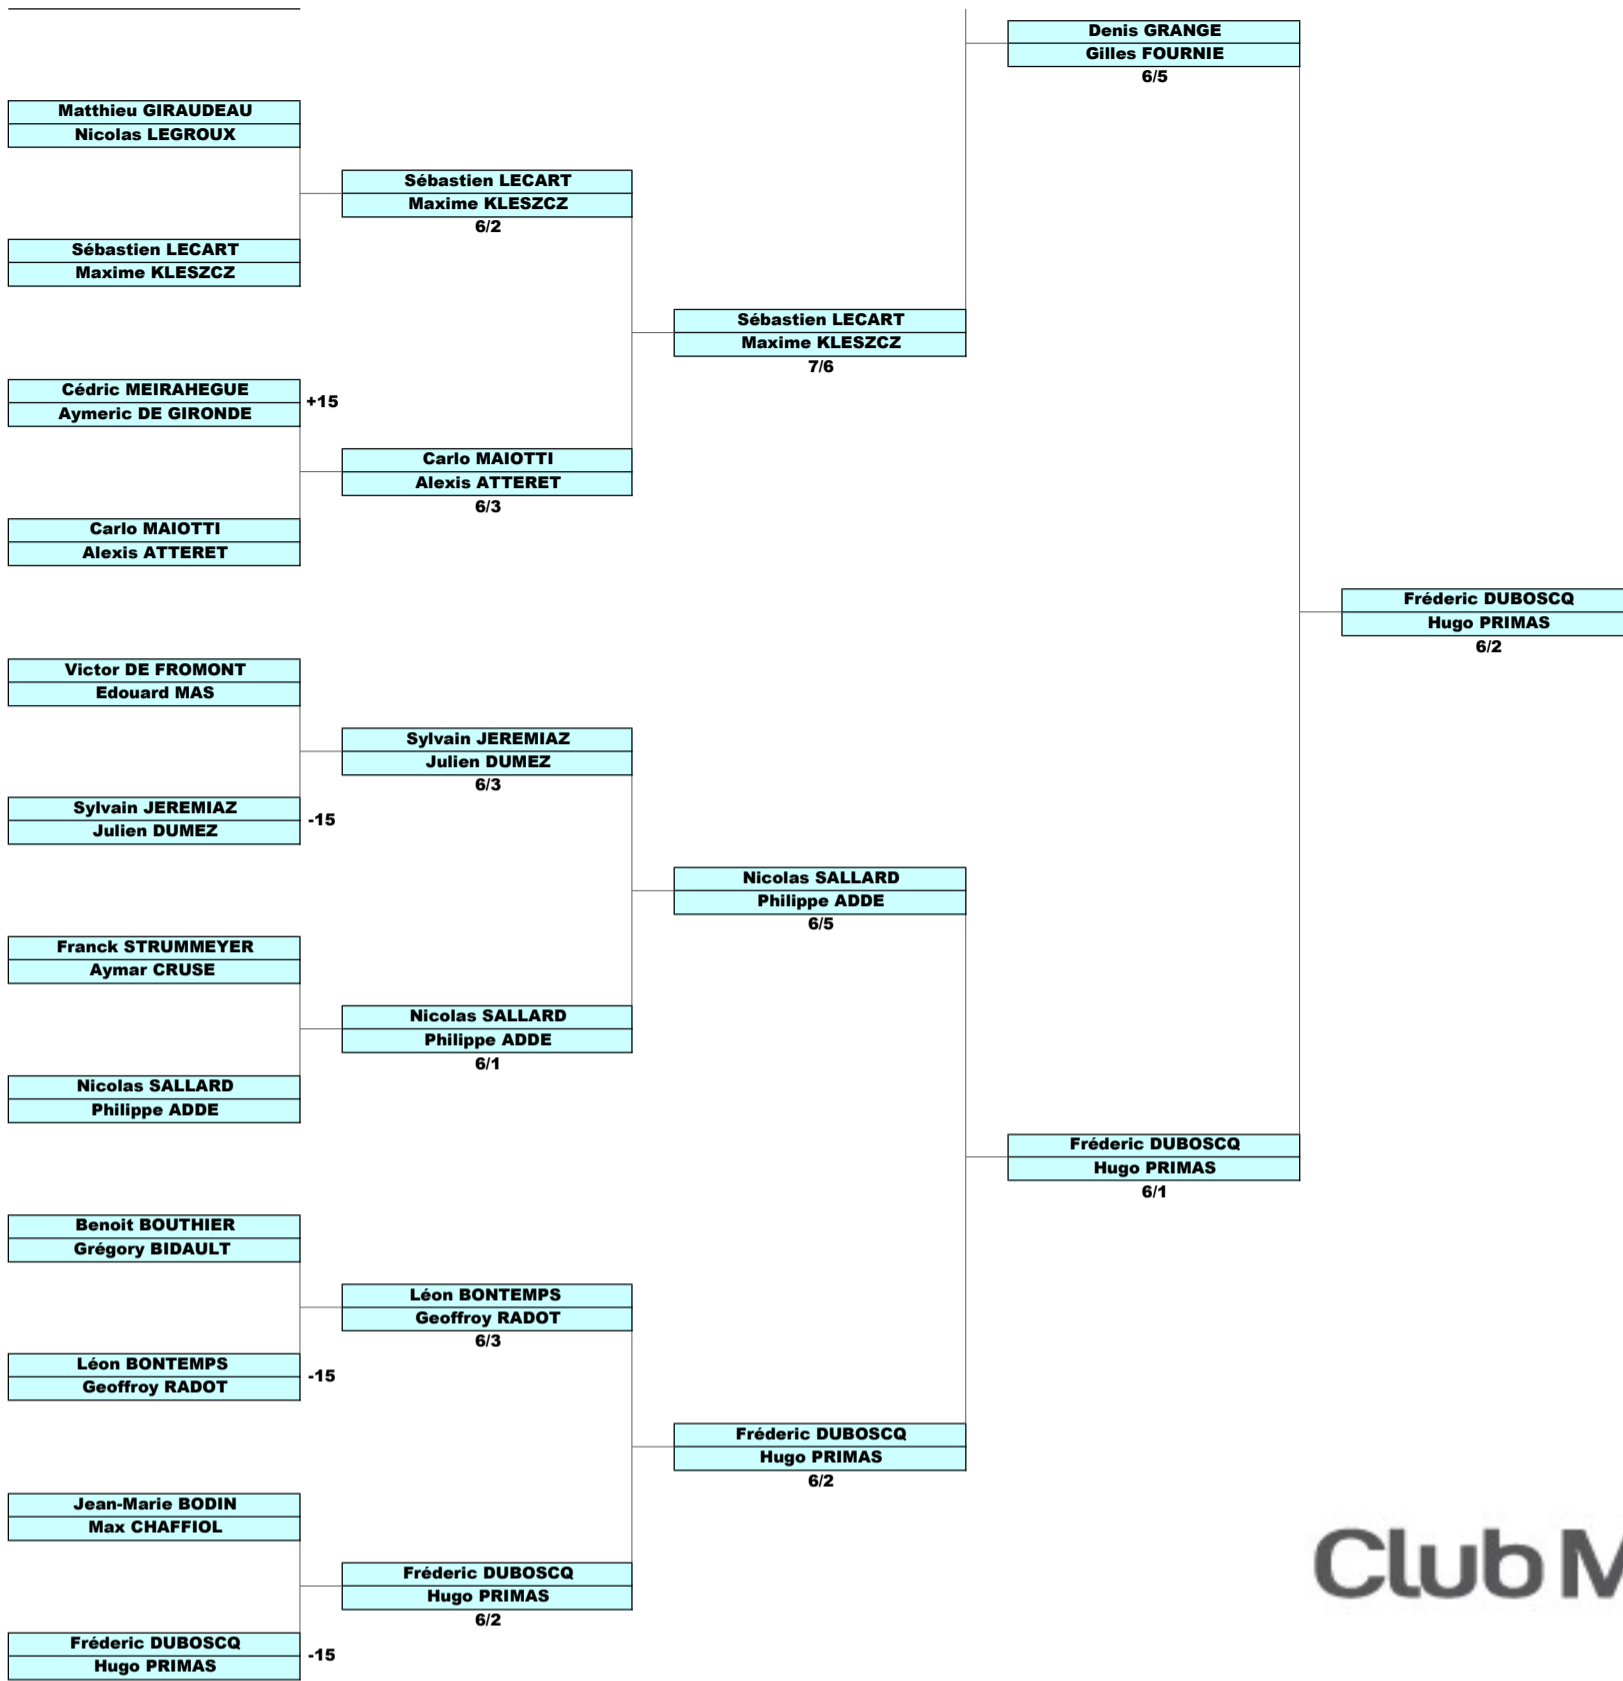 Denis GRANGE
Gilles FOURNIE
6/5
Matthieu GIRAUDEAU
Nicolas LEGROUX
Sébastien LECART
Maxime KLESZCZ
6/2
Sébastien LECART
Maxime KLESZCZ
Sébastien LECART
Maxime KLESZCZ
7/6
Cédric MEIRAHEGUE
Aymeric DE GIRONDE
+15
Carlo MAIOTTI
Alexis ATTERET
6/3
Carlo MAIOTTI
Alexis ATTERET
Fréderic DUBOSCQ
Hugo PRIMAS
6/2
Victor DE FROMONT
Edouard MAS
Sylvain JEREMIAZ
Julien DUMEZ
6/3
Sylvain JEREMIAZ
Julien DUMEZ
-15
Nicolas SALLARD
Philippe ADDE
6/5
Franck STRUMMEYER
Aymar CRUSE
Nicolas SALLARD
Philippe ADDE
6/1
Nicolas SALLARD
Philippe ADDE
Fréderic DUBOSCQ
Hugo PRIMAS
6/1
Benoit BOUTHIER
Grégory BIDAULT
Léon BONTEMPS
Geoffroy RADOT
6/3
Léon BONTEMPS
Geoffroy RADOT
-15
Fréderic DUBOSCQ
Hugo PRIMAS
6/2
Jean-Marie BODIN
Max CHAFFIOL
Club M
Fréderic DUBOSCQ
Hugo PRIMAS
6/2
Fréderic DUBOSCQ
Hugo PRIMAS
-15